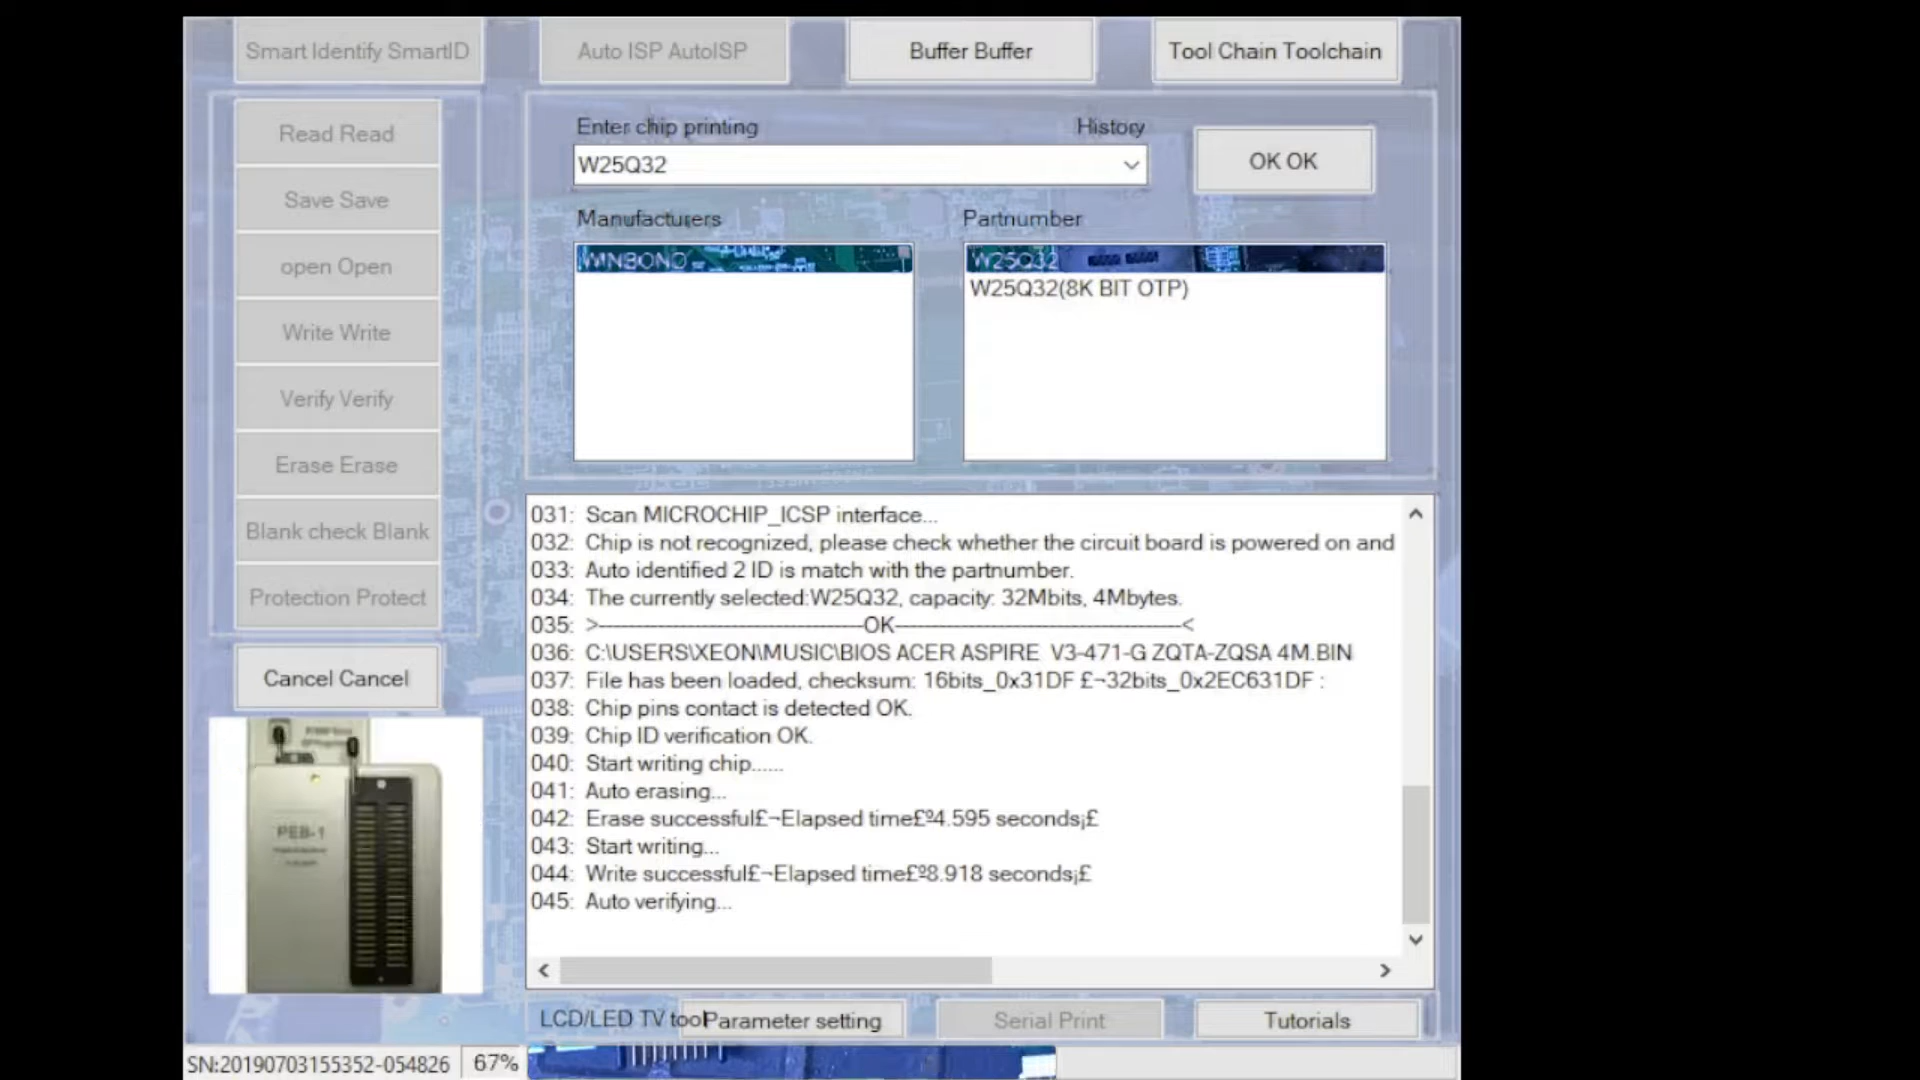 Smart Identify SmartID
Auto ISP AutoISP
Buffer Buffer
Tool Chain Toolchain
Read Read
Save Save
open Open
Write Write
Verify Verify
Erase Erase
Blank check Blank
Protection Protect
Cancel Cancel
Enter chip printing
History
W25Q32
OK OK
Manufacturers
Partnumber
WINBOND
W25Q32
W25Q32(8K BIT OTP)
031: Scan MICROCHIP_ICSP interface...
032: Chip is not recognized, please check whether the circuit board is powered on and
033: Auto identified 2 ID is match with the partnumber.
034: The currently selected:W25Q32, capacity: 32Mbits, 4Mbytes.
035: >--------------------------------------OK--------------------------------------<
036: C:\USERS\XEON\MUSIC\BIOS ACER ASPIRE  V3-471-G ZQTA-ZQSA 4M.BIN
037: File has been loaded, checksum: 16bits_0x31DF £¬32bits_0x2EC631DF :
038: Chip pins contact is detected OK.
039: Chip ID verification OK.
040: Start writing chip......
041: Auto erasing...
042: Erase successful£¬Elapsed time£º4.595 seconds¡£
043: Start writing...
044: Write successful£¬Elapsed time£º8.918 seconds¡£
045: Auto verifying...
PEB-1
LCD/LED TV tool
Parameter setting
Serial Print
Tutorials
SN:20190703155352-054826
67%